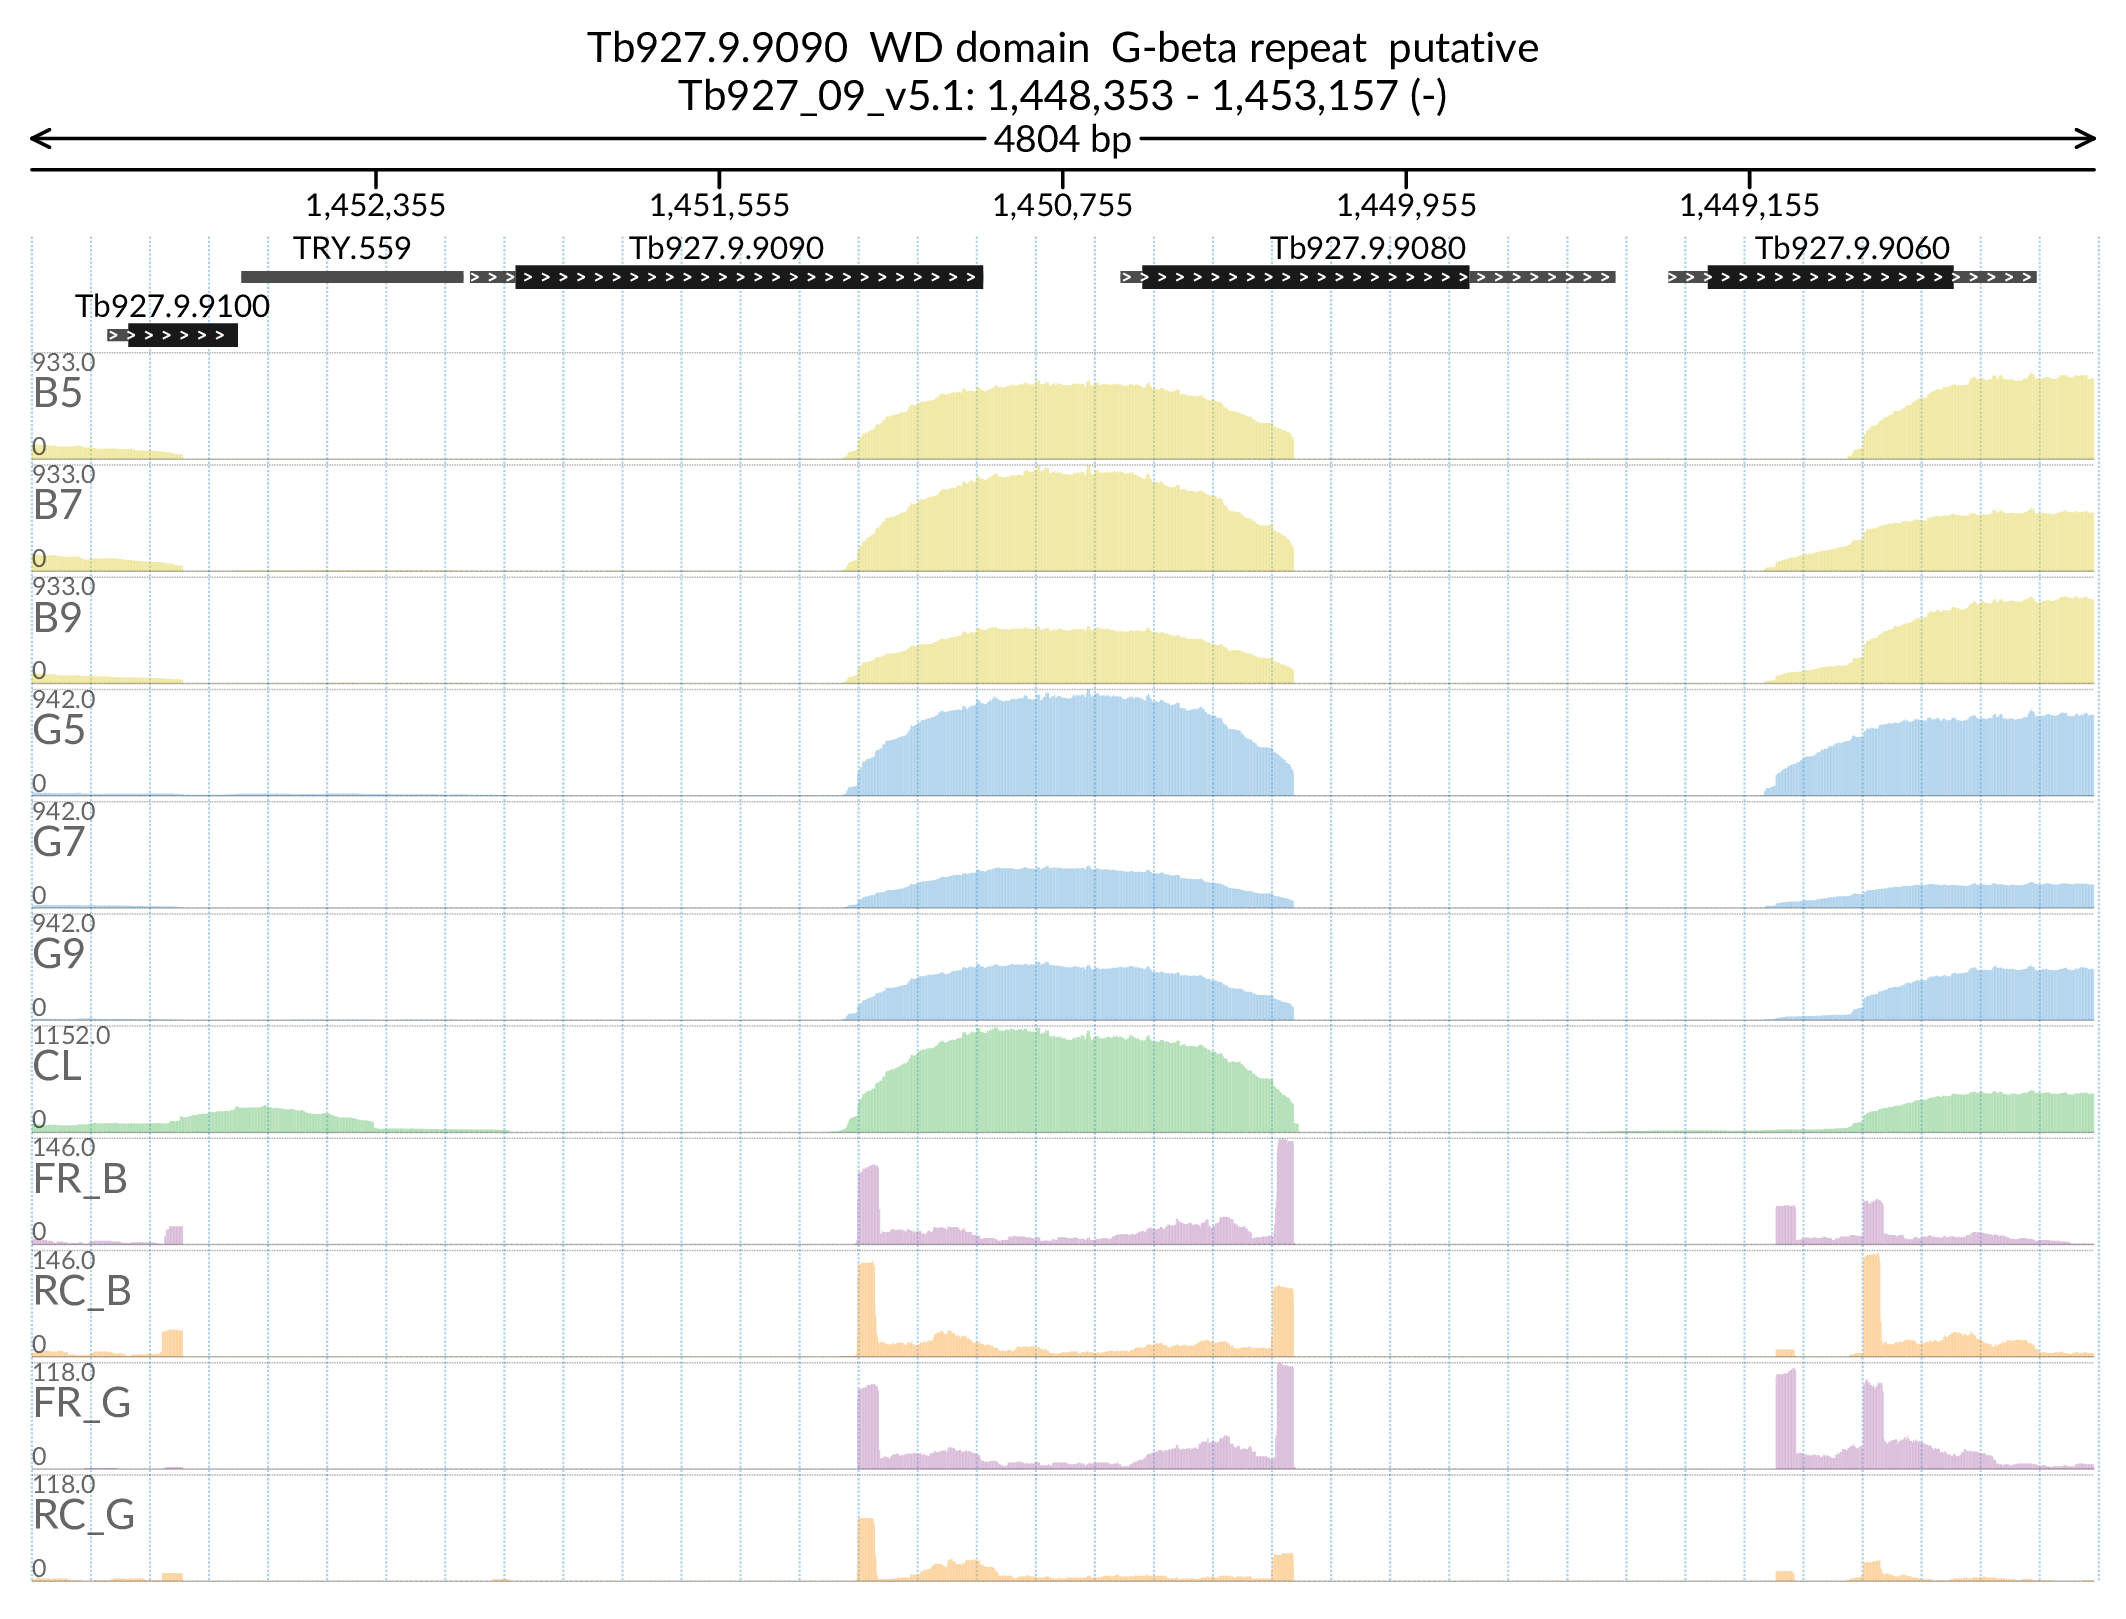 Tb927.9.9090  WD domain  G-beta repeat  putative
Tb927_09_v5.1: 1,448,353 - 1,453,157 (-)
4804 bp
1,452,355 1,451,555 1,450,755 1,449,955 1,449,155
TRY.559 Tb927.9.9090 Tb927.9.9080 Tb927.9.9060
Tb927.9.9100
933.0
B5
0
933.0
B7
0
933.0
B9
0
942.0
G5
0
942.0
G7
0
942.0
G9
0
1152.0
CL
0
146.0
FR_B
0
146.0
RC_B
0
118.0
FR_G
0
118.0
RC_G
0